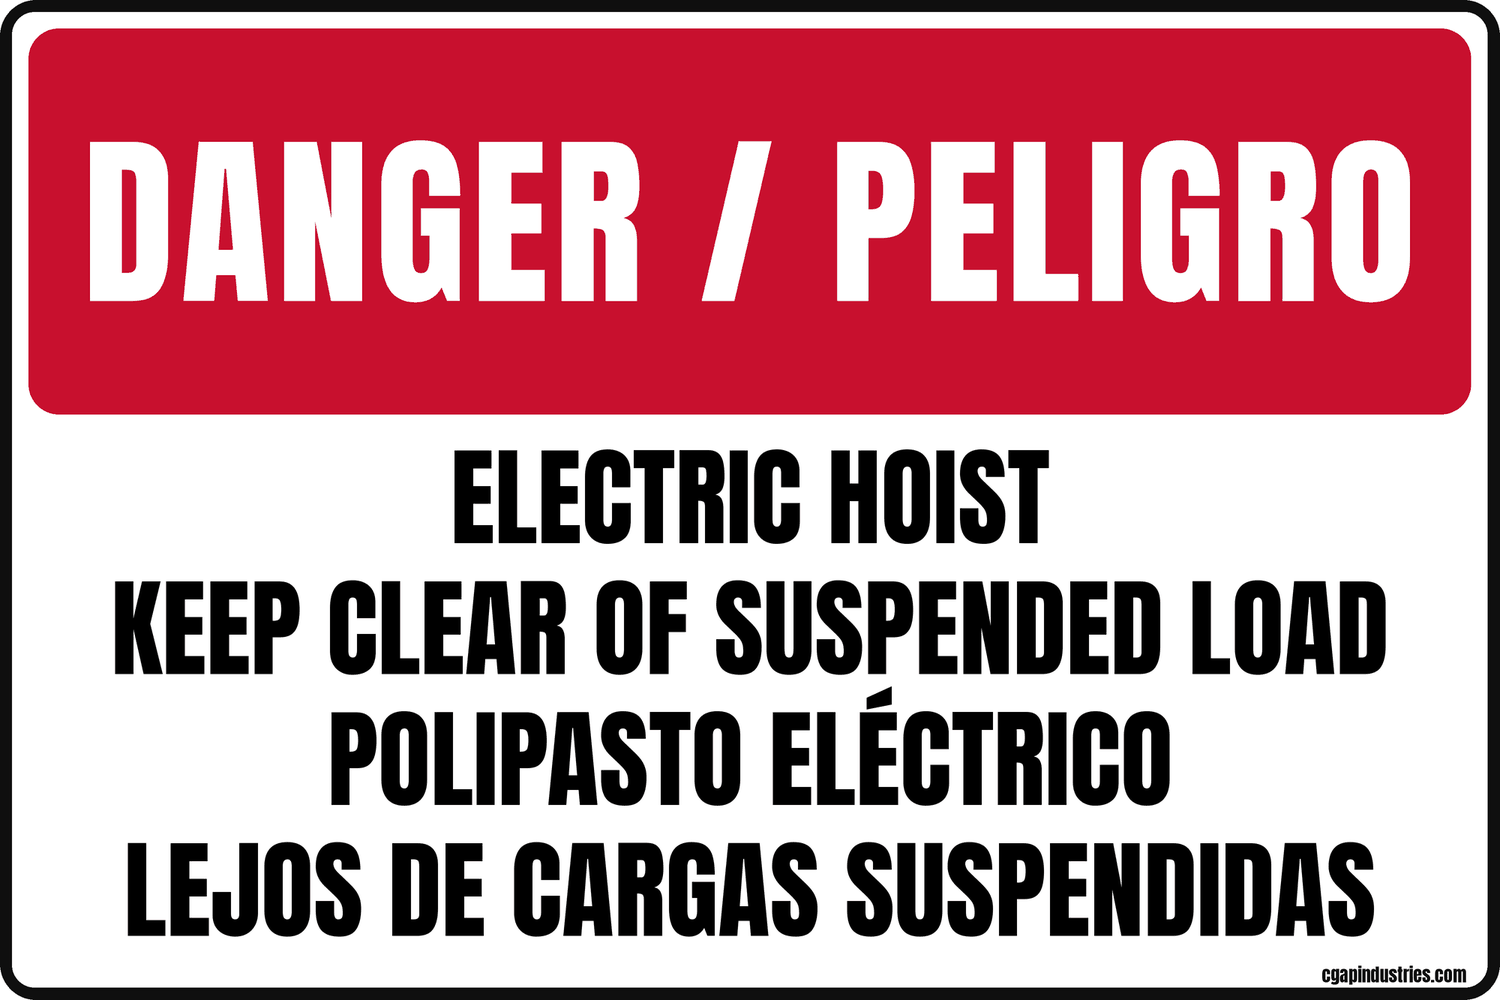 DANGER / PELIGRO
ELECTRIC HOIST
KEEP CLEAR OF SUSPENDED LOAD
POLIPASTO ELÉCTRICO
LEJOS DE CARGAS SUSPENDIDAS
cgapindustries.com